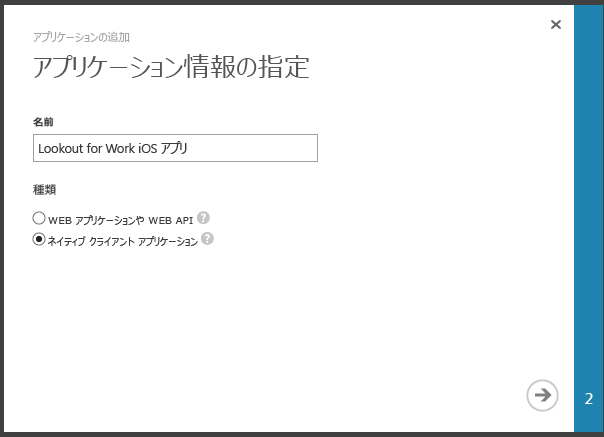 アプリケーションの追加
アプリケーション情報の指定
名前
Lookout for Work iOS アプリ
種類
WEB アプリケーションや WEB API ?
ネイティブ クライアント アプリケーション ?
2